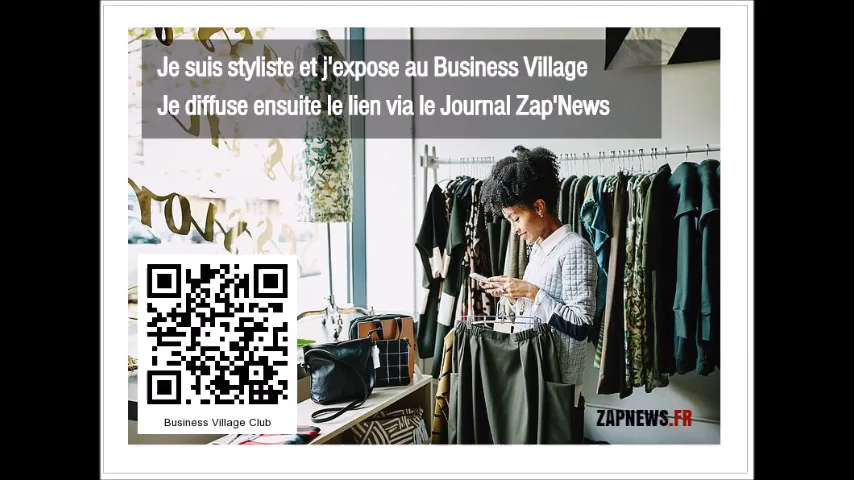 Je suis styliste et j'expose au Business Village
Je diffuse ensuite le lien via le Journal Zap'News
Business Village Club
ZAPNEWS.FR